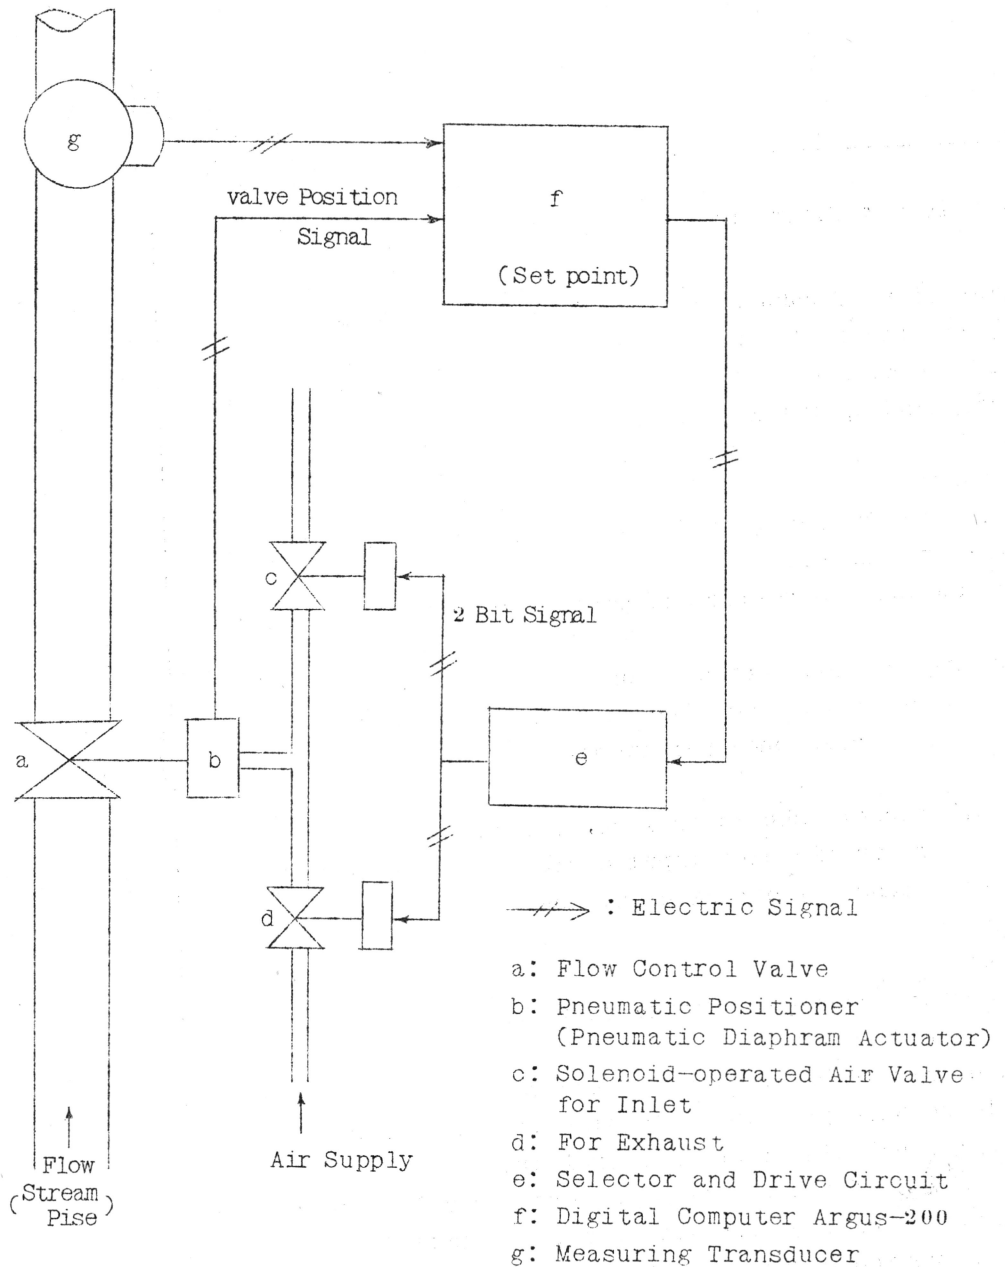 g
f
valve Position
Signal
(Set point)
c
2 Bit Signal
a
b
e
d
: Electric Signal
a: Flow Control Valve
b: Pneumatic Positioner
(Pneumatic Diaphram Actuator)
c: Solenoid-operated Air Valve
for Inlet
d: For Exhaust
e: Selector and Drive Circuit
f: Digital Computer Argus-200
g: Measuring Transducer
Air Supply
Flow
(Stream)
Pise